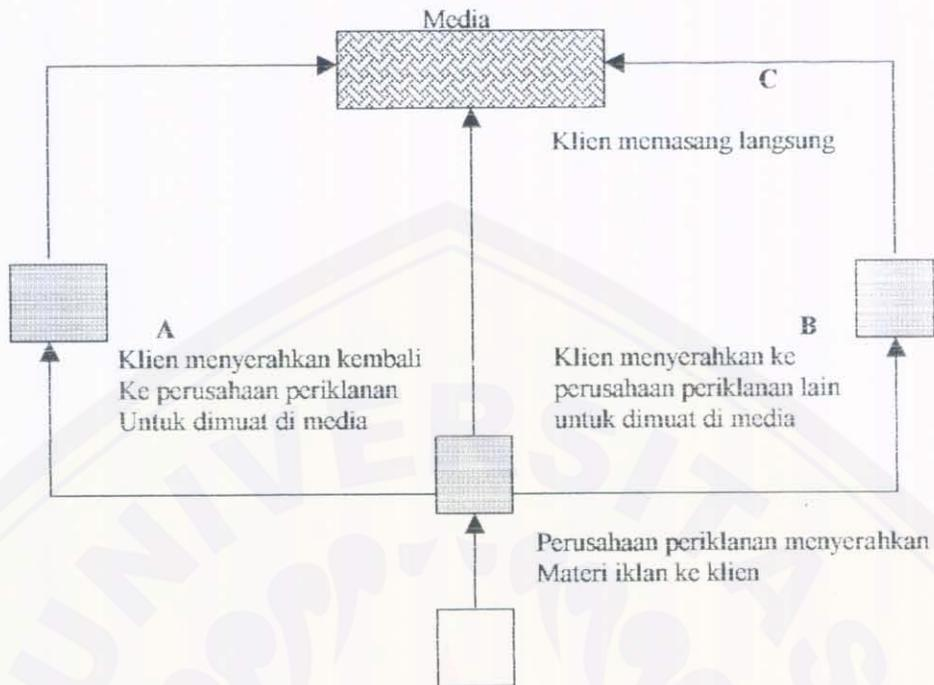 Media
C
Klien memasang langsung
A
Klien menyerahkan kembali
Ke perusahaan periklanan
Untuk dimuat di media
B
Klien menyerahkan ke
perusahaan periklanan lain
untuk dimuat di media
Perusahaan periklanan menyerahkan
Materi iklan ke klien
UNIVERSITAS